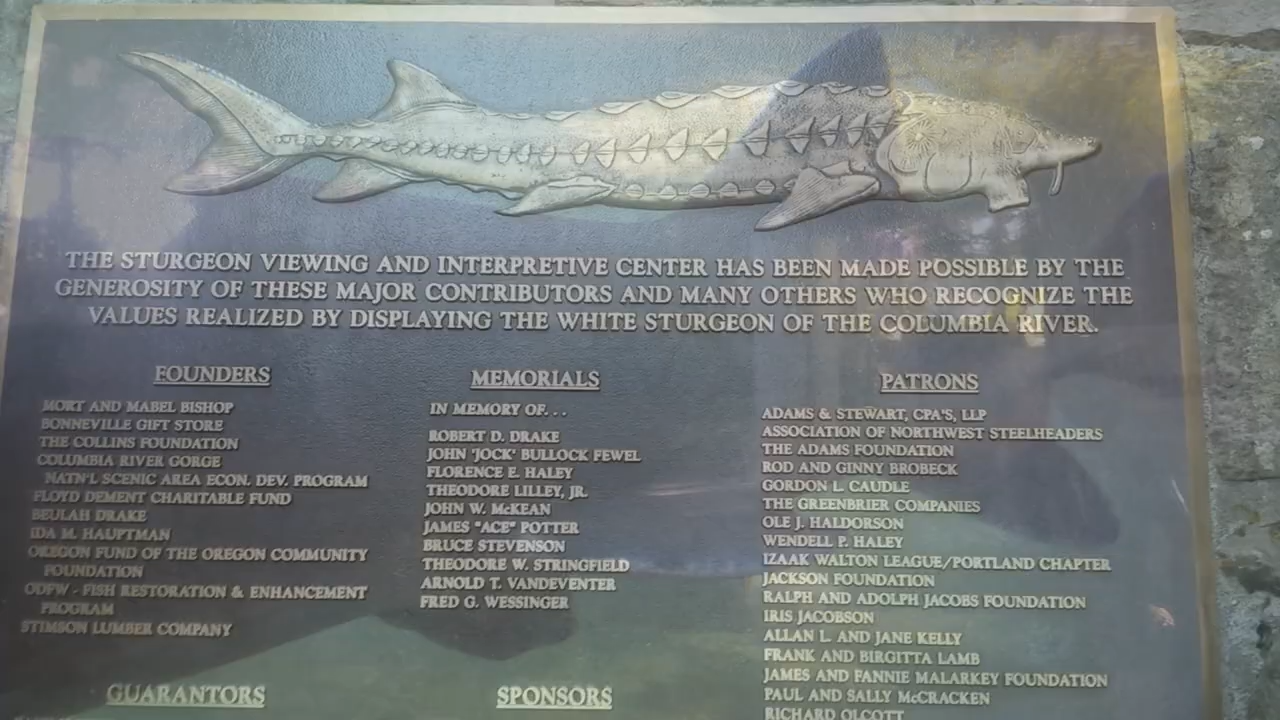 THE STURGEON VIEWING AND INTERPRETIVE CENTER HAS BEEN MADE POSSIBLE BY THE
GENEROSITY OF THESE MAJOR CONTRIBUTORS AND MANY OTHERS WHO RECOGNIZE THE
VALUES REALIZED BY DISPLAYING THE WHITE STURGEON OF THE COLUMBIA RIVER.
FOUNDERS
MORT AND MABEL BISHOP
BONNEVILLE GIFT STORE
THE COLLINS FOUNDATION
COLUMBIA RIVER GORGE
NATN'L SCENIC AREA ECON. DEV. PROGRAM
FLOYD DEMENT CHARITABLE FUND
BEULAH DRAKE
IDA M. HAUPTMAN
OREGON FUND OF THE OREGON COMMUNITY
FOUNDATION
ODFW - FISH RESTORATION & ENHANCEMENT
PROGRAM
STIMSON LUMBER COMPANY
GUARANTORS
MEMORIALS
IN MEMORY OF. . .
ROBERT D. DRAKE
JOHN 'JOCK' BULLOCK FEWEL
FLORENCE E. HALEY
THEODORE LILLEY, JR.
JOHN W. McKEAN
JAMES "ACE" POTTER
BRUCE STEVENSON
THEODORE W. STRINGFIELD
ARNOLD T. VANDEVENTER
FRED G. WESSINGER
SPONSORS
PATRONS
ADAMS & STEWART, CPA'S, LLP
ASSOCIATION OF NORTHWEST STEELHEADERS
THE ADAMS FOUNDATION
ROD AND GINNY BROBECK
GORDON L. CAUDLE
THE GREENBRIER COMPANIES
OLE J. HALDORSON
WENDELL P. HALEY
IZAAK WALTON LEAGUE/PORTLAND CHAPTER
JACKSON FOUNDATION
RALPH AND ADOLPH JACOBS FOUNDATION
IRIS JACOBSON
ALLAN L. AND JANE KELLY
FRANK AND BIRGITTA LAMB
JAMES AND FANNIE MALARKEY FOUNDATION
PAUL AND SALLY McCRACKEN
RICHARD OLCOTT